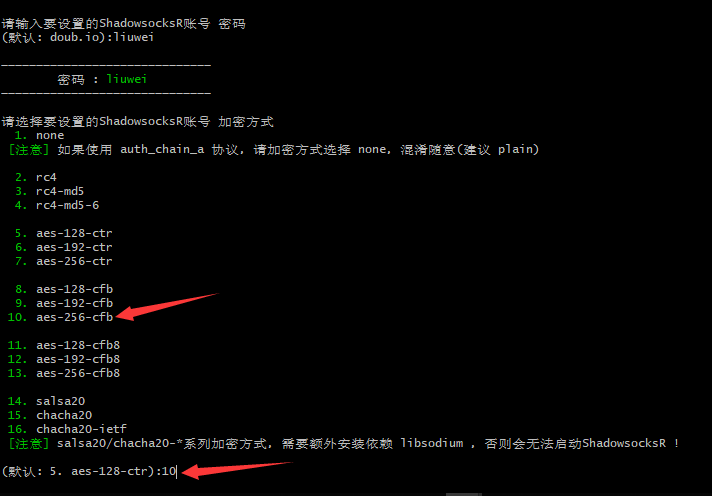 请输入要设置的ShadowsocksR账号 密码
(默认: doub.io):liuwei
——————————————————————————————
密码 : liuwei
——————————————————————————————
请选择要设置的ShadowsocksR账号 加密方式
1. none
[注意] 如果使用 auth_chain_a 协议, 请加密方式选择 none, 混淆随意(建议 plain)
2. rc4
3. rc4-md5
4. rc4-md5-6
5. aes-128-ctr
6. aes-192-ctr
7. aes-256-ctr
8. aes-128-cfb
9. aes-192-cfb
10. aes-256-cfb
11. aes-128-cfb8
12. aes-192-cfb8
13. aes-256-cfb8
14. salsa20
15. chacha20
16. chacha20-ietf
[注意] salsa20/chacha20-*系列加密方式, 需要额外安装依赖 libsodium , 否则会无法启动ShadowsocksR !
(默认: 5. aes-128-ctr):10